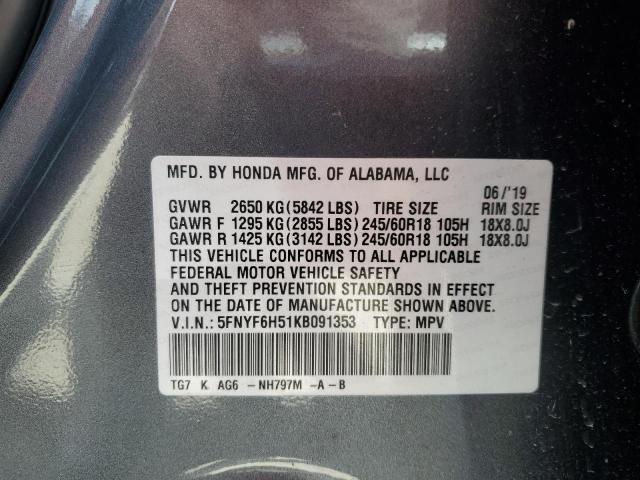 MFD. BY HONDA MFG. OF ALABAMA, LLC
06/'19
GVWR 2650 KG (5842 LBS) TIRE SIZE RIM SIZE
GAWR F 1295 KG (2855 LBS) 245/60R18 105H 18X8.0J
GAWR R 1425 KG (3142 LBS) 245/60R18 105H 18X8.0J
THIS VEHICLE CONFORMS TO ALL APPLICABLE
FEDERAL MOTOR VEHICLE SAFETY
AND THEFT PREVENTION STANDARDS IN EFFECT
ON THE DATE OF MANUFACTURE SHOWN ABOVE.
V.I.N.: 5FNYF6H51KB091353 TYPE: MPV
TG7 K AG6 -NH797M -A-B